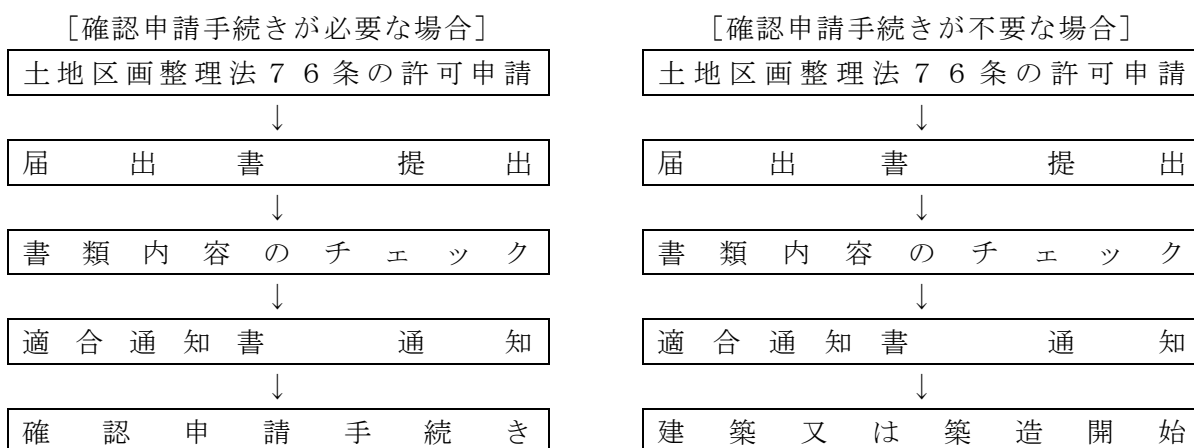 ［確認申請手続きが必要な場合］
土地区画整理法７６条の許可申請
↓
届出書　提出
↓
書類内容のチェック
↓
適合通知書　通知
↓
確認申請手続き
［確認申請手続きが不要な場合］
土地区画整理法７６条の許可申請
↓
届出書　提出
↓
書類内容のチェック
↓
適合通知書　通知
↓
建築又は築造開始